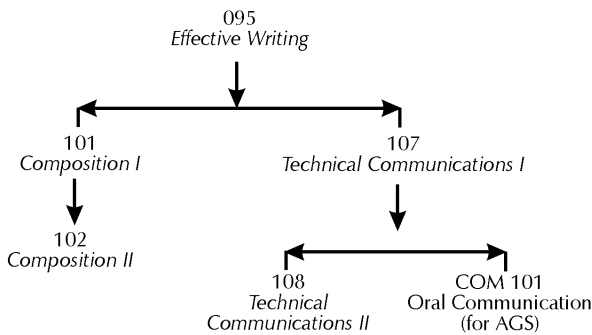 095
Effective Writing
101
Composition I
107
Technical Communications I
102
Composition II
108
Technical
Communications II
COM 101
Oral Communication
(for AGS)